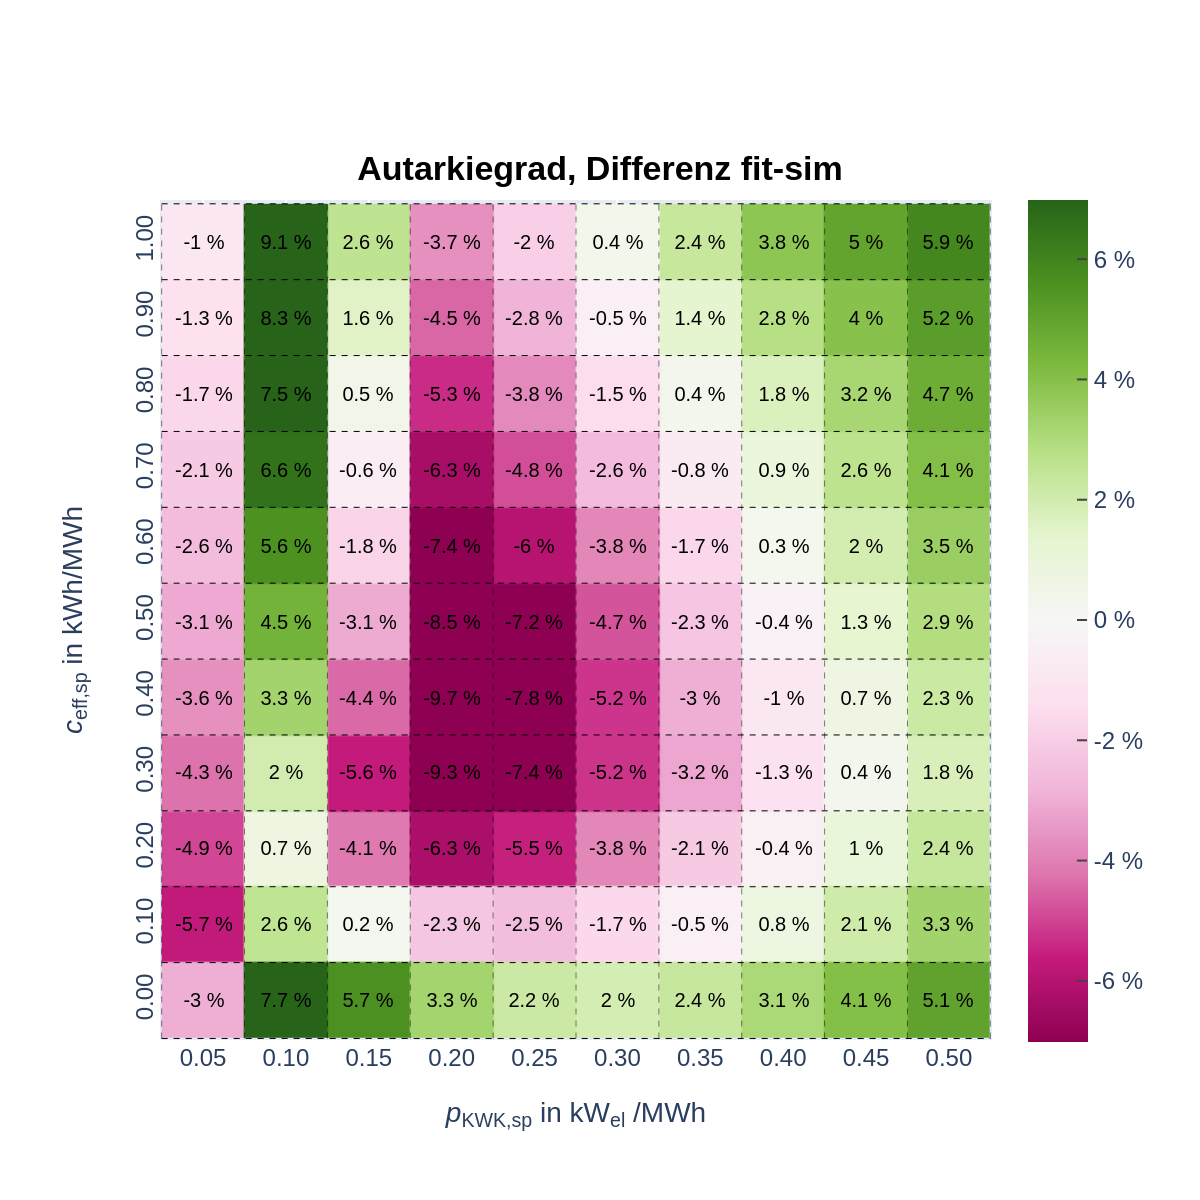 Autarkiegrad, Differenz fit-sim
1.00 -1 % 9.1 % 2.6 % -3.7 % -2 % 0.4 % 2.4 % 3.8 % 5 % 5.9 %
0.90 -1.3 % 8.3 % 1.6 % -4.5 % -2.8 % -0.5 % 1.4 % 2.8 % 4 % 5.2 %
0.80 -1.7 % 7.5 % 0.5 % -5.3 % -3.8 % -1.5 % 0.4 % 1.8 % 3.2 % 4.7 %
0.70 -2.1 % 6.6 % -0.6 % -6.3 % -4.8 % -2.6 % -0.8 % 0.9 % 2.6 % 4.1 %
0.60 -2.6 % 5.6 % -1.8 % -7.4 % -6 % -3.8 % -1.7 % 0.3 % 2 % 3.5 %
0.50 -3.1 % 4.5 % -3.1 % -8.5 % -7.2 % -4.7 % -2.3 % -0.4 % 1.3 % 2.9 %
0.40 -3.6 % 3.3 % -4.4 % -9.7 % -7.8 % -5.2 % -3 % -1 % 0.7 % 2.3 %
0.30 -4.3 % 2 % -5.6 % -9.3 % -7.4 % -5.2 % -3.2 % -1.3 % 0.4 % 1.8 %
0.20 -4.9 % 0.7 % -4.1 % -6.3 % -5.5 % -3.8 % -2.1 % -0.4 % 1 % 2.4 %
0.10 -5.7 % 2.6 % 0.2 % -2.3 % -2.5 % -1.7 % -0.5 % 0.8 % 2.1 % 3.3 %
0.00 -3 % 7.7 % 5.7 % 3.3 % 2.2 % 2 % 2.4 % 3.1 % 4.1 % 5.1 %
0.05 0.10 0.15 0.20 0.25 0.30 0.35 0.40 0.45 0.50
p KWK,sp in kW el /MWh
c eff,sp in kWh/MWh
6 %
4 %
2 %
0 %
-2 %
-4 %
-6 %